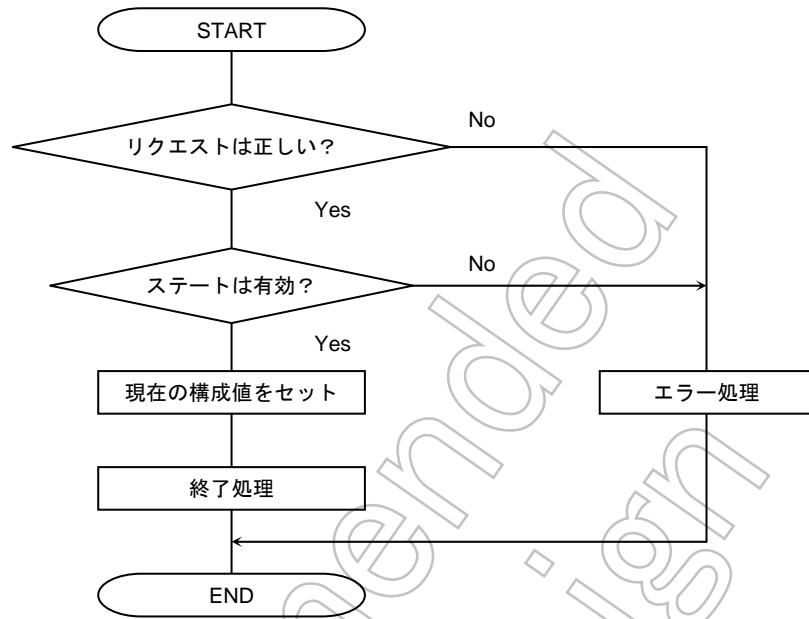 START
リクエストは正しい？
No
Yes
ステートは有効？
No
Yes
現在の構成値をセット
エラー処理
終了処理
END